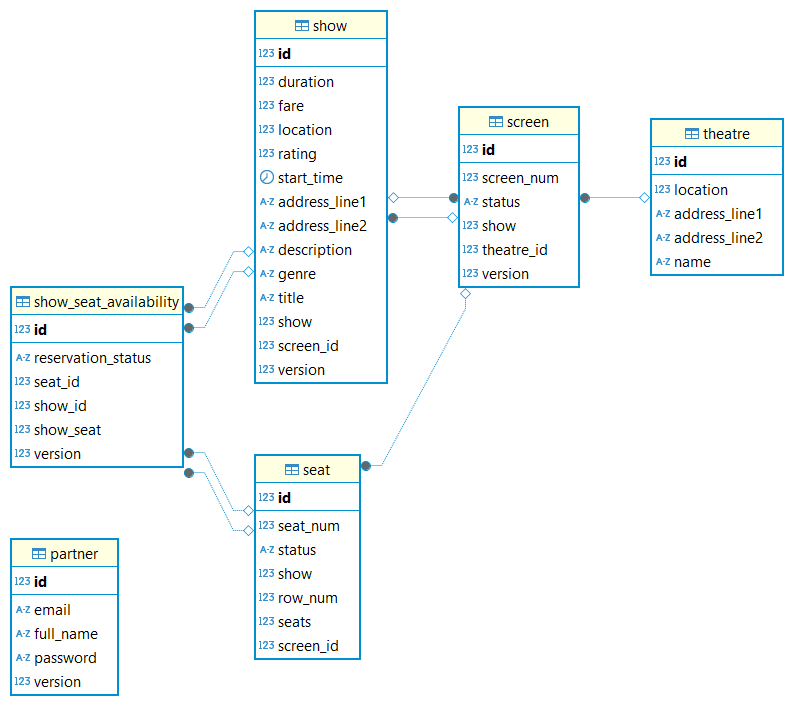 show
123 id
123 duration
123 fare
123 location
123 rating
start_time
A-Z address_line1
A-Z address_line2
A-Z description
A-Z genre
A-Z title
123 show
123 screen_id
123 version
screen
123 id
123 screen_num
A-Z status
123 show
123 theatre_id
123 version
theatre
123 id
123 location
A-Z address_line1
A-Z address_line2
A-Z name
show_seat_availability
123 id
A-Z reservation_status
123 seat_id
123 show_id
123 show_seat
123 version
seat
123 id
123 seat_num
A-Z status
123 show
123 row_num
123 seats
123 screen_id
partner
123 id
A-Z email
A-Z full_name
A-Z password
123 version